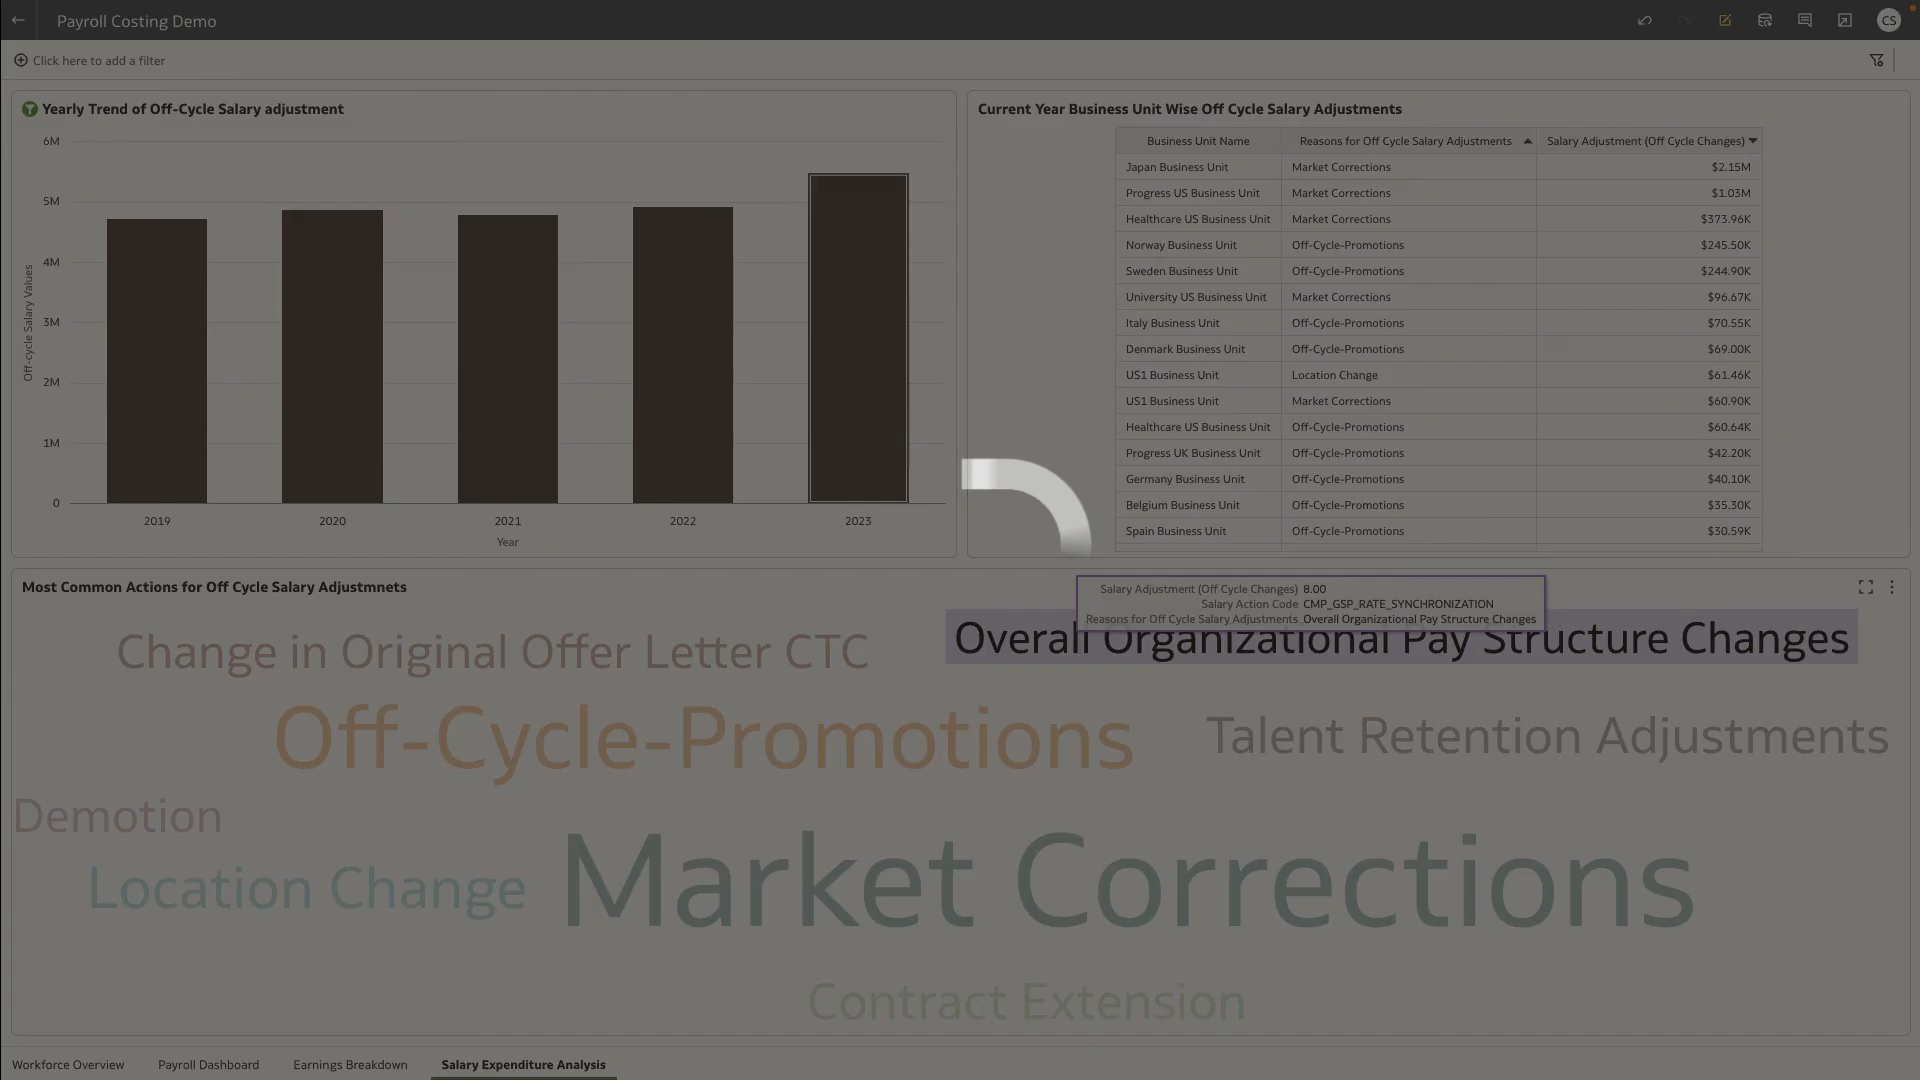 Payroll Costing Demo
CS
Click here to add a filter
Yearly Trend of Off-Cycle Salary adjustment
6M
5M
4M
3M
2M
1M
0
Off-cycle Salary Values
2019 2020 2021 2022 2023
Year
Current Year Business Unit Wise Off Cycle Salary Adjustments
Business Unit Name Reasons for Off Cycle Salary Adjustments Salary Adjustment (Off Cycle Changes)
Japan Business Unit Market Corrections $2.15M
Progress US Business Unit Market Corrections $1.03M
Healthcare US Business Unit Market Corrections $373.96K
Norway Business Unit Off-Cycle-Promotions $245.50K
Sweden Business Unit Off-Cycle-Promotions $244.90K
University US Business Unit Market Corrections $96.67K
Italy Business Unit Off-Cycle-Promotions $70.55K
Denmark Business Unit Off-Cycle-Promotions $69.00K
US1 Business Unit Location Change $61.46K
US1 Business Unit Market Corrections $60.90K
Healthcare US Business Unit Off-Cycle-Promotions $60.64K
Progress UK Business Unit Off-Cycle-Promotions $42.20K
Germany Business Unit Off-Cycle-Promotions $40.10K
Belgium Business Unit Off-Cycle-Promotions $35.30K
Spain Business Unit Off-Cycle-Promotions $30.59K
Most Common Actions for Off Cycle Salary Adjustmnets
Salary Adjustment (Off Cycle Changes) 8.00
Salary Action Code CMP_GSP_RATE_SYNCHRONIZATION
Reasons for Off Cycle Salary Adjustments Overall Organizational Pay Structure Changes
Change in Original Offer Letter CTC
Overall Organizational Pay Structure Changes
Off-Cycle-Promotions
Talent Retention Adjustments
Demotion
Location Change
Market Corrections
Contract Extension
Workforce Overview Payroll Dashboard Earnings Breakdown Salary Expenditure Analysis